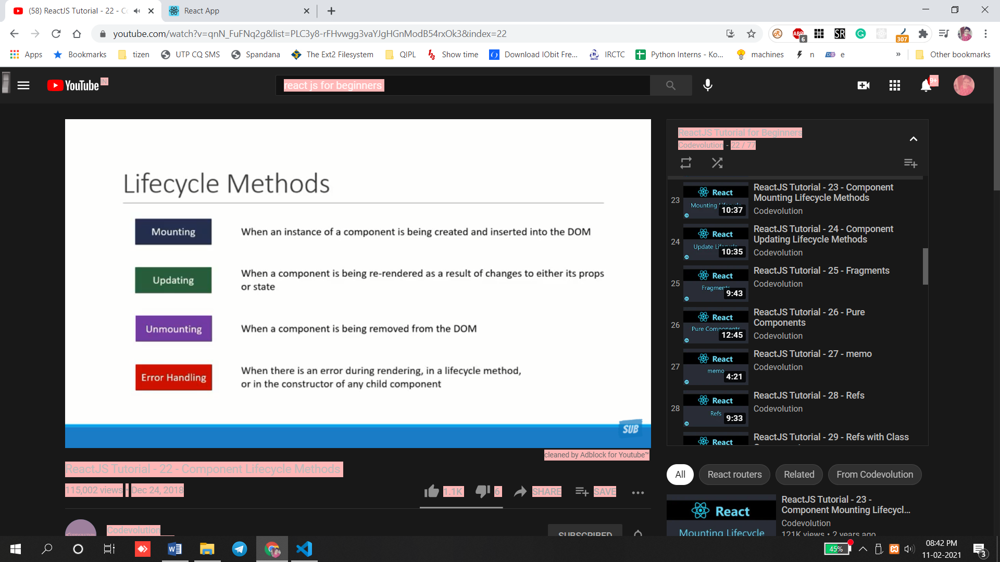 (58) ReactJS Tutorial - 22 - Co
React App
youtube.com/watch?v=qnN_FuFNq2g&list=PLC3y8-rFHvwgg3vaYJgHGnModB54rxOk3&index=22
ABP
6
SR
307
Apps
Bookmarks
tizen
UTP CQ SMS
Spendana
The Ext2 Filesystem
QIPL
Show time
Download IObit Fre...
IRCTC
Python Interns - Ko...
machines
n
e
»
Other bookmarks
YouTube IN
react js for beginners
9+
Lifecycle Methods
Mounting
When an instance of a component is being created and inserted into the DOM
Updating
When a component is being re-rendered as a result of changes to either its props
or state
Unmounting
When a component is being removed from the DOM
Error Handling
When there is an error during rendering, in a lifecycle method,
or in the constructor of any child component
SUB
cleaned by Adblock for Youtube™
ReactJS Tutorial - 22 - Component Lifecycle Methods
115,002 views • Dec 24, 2018
1.1K
6
SHARE
SAVE
Codevolution
SUBSCRIBED
ReactJS Tutorial for Beginners
Codevolution - 22 / 77
23
React
Mounting
10:37
ReactJS Tutorial - 23 - Component
Mounting Lifecycle Methods
Codevolution
24
React
Update Lifecycle
10:35
ReactJS Tutorial - 24 - Component
Updating Lifecycle Methods
Codevolution
25
React
Fragments
9:43
ReactJS Tutorial - 25 - Fragments
Codevolution
26
React
Pure Components
12:45
ReactJS Tutorial - 26 - Pure
Components
Codevolution
27
React
memo
4:21
ReactJS Tutorial - 27 - memo
Codevolution
28
React
Refs
9:33
ReactJS Tutorial - 28 - Refs
Codevolution
React
ReactJS Tutorial - 29 - Refs with Class
All
React routers
Related
From Codevolution
React
Mounting Lifecycle
ReactJS Tutorial - 23 -
Component Mounting Lifecycl...
Codevolution
121K views • 2 years ago
45%
08:42 PM
11-02-2021
3